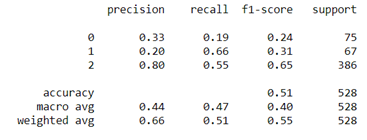 precision recall f1-score support
0 0.33 0.19 0.24 75
1 0.20 0.66 0.31 67
2 0.80 0.55 0.65 386
accuracy 0.51 528
macro avg 0.44 0.47 0.40 528
weighted avg 0.66 0.51 0.55 528